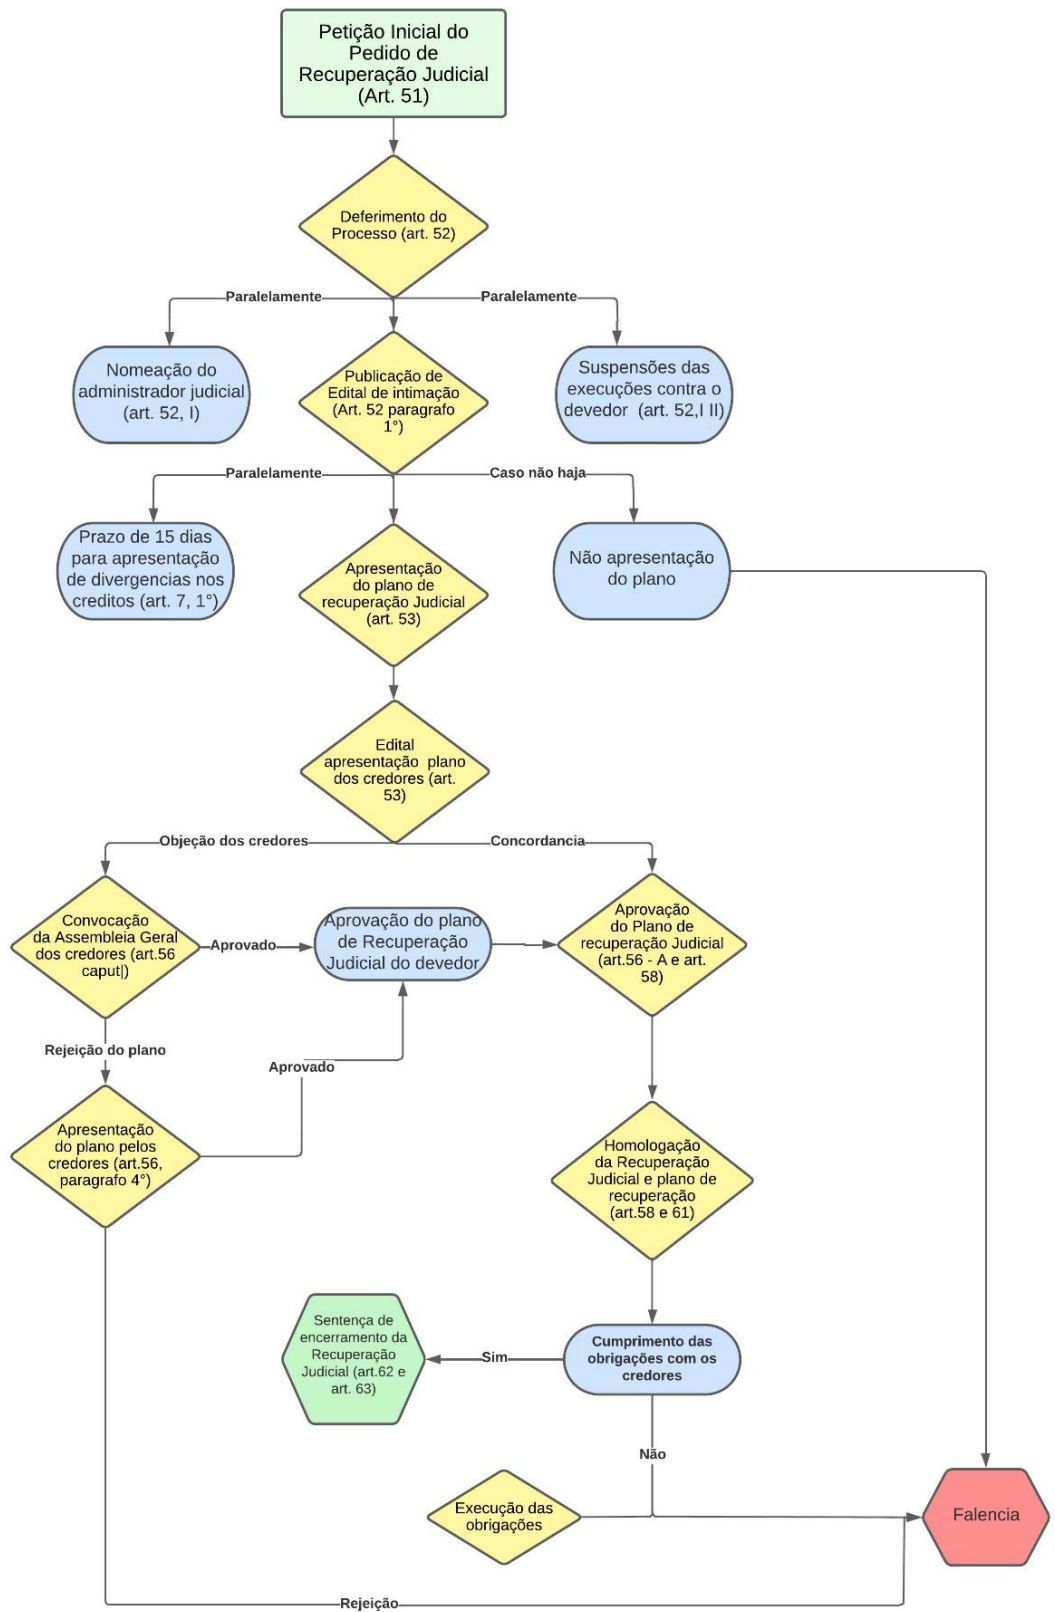 Petição Inicial do
Pedido de
Recuperação Judicial
(Art. 51)
Deferimento do
Processo (art. 52)
Paralelamente
Paralelamente
Nomeação do
administrador judicial
(art. 52, I)
Publicação de
Edital de intimação
(Art. 52 paragrafo
1°)
Suspensões das
execuções contra o
devedor (art. 52,I II)
Paralelamente
Caso não haja
Prazo de 15 dias
para apresentação
de divergencias nos
creditos (art. 7, 1°)
Apresentação
do plano de
recuperação Judicial
(art. 53)
Não apresentação
do plano
Edital
apresentação plano
dos credores (art.
53)
Objeção dos credores
Concordancia
Convocação
da Assembleia Geral
dos credores (art.56
caput|)
Aprovado
Aprovação do plano
de Recuperação
Judicial do devedor
Aprovação
do Plano de
recuperação Judicial
(art.56 - A e art.
58)
Rejeição do plano
Aprovado
Apresentação
do plano pelos
credores (art.56,
paragrafo 4°)
Homologação
da Recuperação
Judicial e plano de
recuperação
(art.58 e 61)
Sentença de
encerramento da
Recuperação
Judicial (art.62 e
art. 63)
Sim
Cumprimento das
obrigações com os
credores
Não
Execução das
obrigações
Falencia
Rejeição